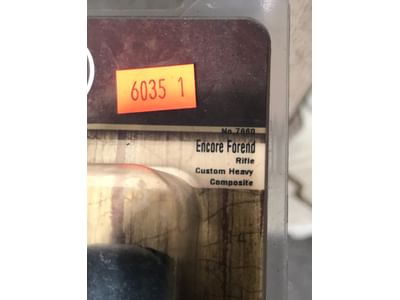 6035 1
No. 7660
Encore Forend
Rifle
Custom Heavy
Composite